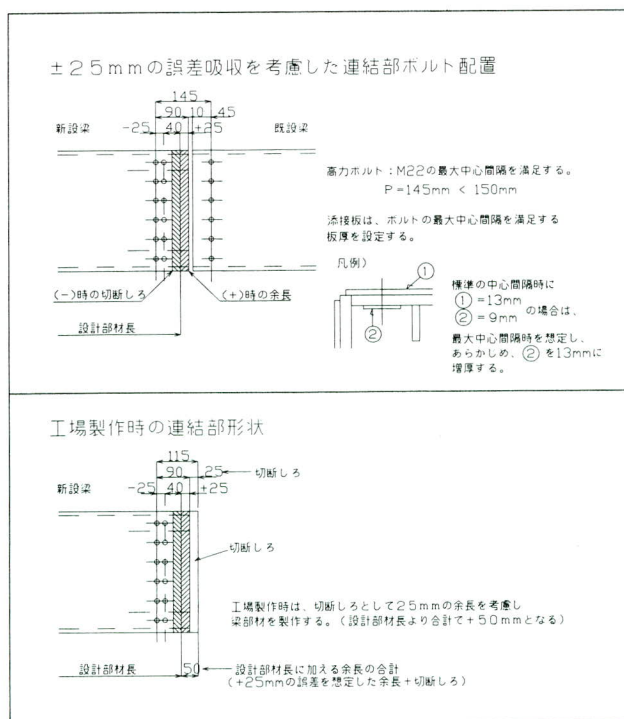 ±25mmの誤差吸収を考慮した連結部ボルト配置
145
90 10 45
新設梁 -25 40 +25 既設梁
高力ボルト:M22の最大中心間隔を満足する。
P=145mm < 150mm
添接板は、ボルトの最大中心間隔を満足する
板厚を設定する。
凡例)
①
標準の中心間隔時に
①=13mm
②=9mm の場合は、
②
最大中心間隔時を想定し、
あらかじめ、②を13mmに
増厚する。
(-)時の切断しろ (+)時の余長
設計部材長
工場製作時の連結部形状
115
90 25 切断しろ
新設梁 -25 40 +25
切断しろ
工場製作時は、切断しろとして25mmの余長を考慮し
梁部材を製作する。(設計部材長より合計で+50mmとなる)
設計部材長 50 設計部材長に加える余長の合計
(+25mmの誤差を想定した余長+切断しろ)